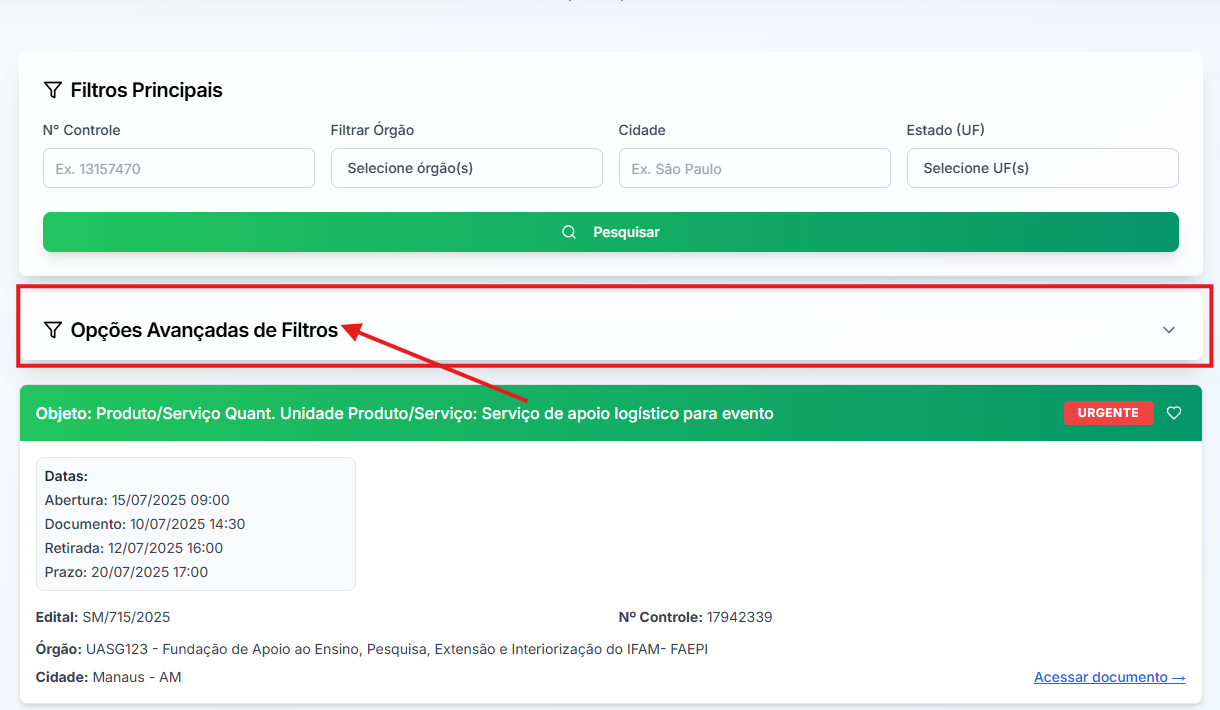 Filtros Principais
N° Controle
Filtrar Órgão
Cidade
Estado (UF)
Ex. 13157470
Selecione órgão(s)
Ex. São Paulo
Selecione UF(s)
Pesquisar
Opções Avançadas de Filtros
Objeto: Produto/Serviço Quant. Unidade Produto/Serviço: Serviço de apoio logístico para evento
URGENTE
Datas:
Abertura: 15/07/2025 09:00
Documento: 10/07/2025 14:30
Retirada: 12/07/2025 16:00
Prazo: 20/07/2025 17:00
Edital: SM/715/2025
Nº Controle: 17942339
Órgão: UASG123 - Fundação de Apoio ao Ensino, Pesquisa, Extensão e Interiorização do IFAM- FAEPI
Cidade: Manaus - AM
Acessar documento →